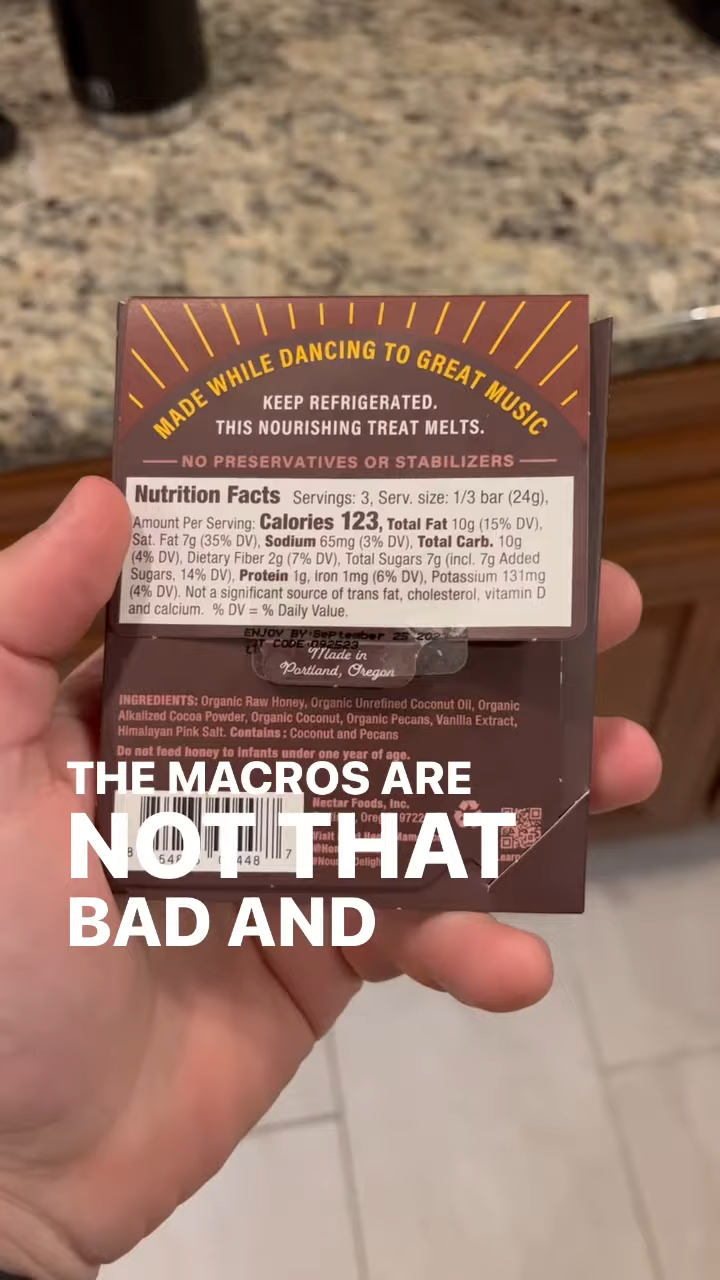 MADE WHILE DANCING TO GREAT MUSIC
KEEP REFRIGERATED.
THIS NOURISHING TREAT MELTS.
NO PRESERVATIVES OR STABILIZERS
Nutrition Facts Servings: 3, Serv. size: 1/3 bar (24g),
Amount Per Serving: Calories 123, Total Fat 10g (15% DV),
Sat. Fat 7g (35% DV), Sodium 65mg (3% DV), Total Carb. 10g
(4% DV), Dietary Fiber 2g (7% DV), Total Sugars 7g (incl. 7g Added
Sugars, 14% DV), Protein 1g, Iron 1mg (6% DV), Potassium 131mg
(4% DV). Not a significant source of trans fat, cholesterol, vitamin D
and calcium. % DV = % Daily Value.
ENJOY BY:September 25 202
LOT CODE:092523
Made in
Portland, Oregon
INGREDIENTS: Organic Raw Honey, Organic Unrefined Coconut Oil, Organic
Alkalized Cocoa Powder, Organic Coconut, Organic Pecans, Vanilla Extract,
Himalayan Pink Salt. Contains : Coconut and Pecans
Do not feed honey to infants under one year of age.
THE MACROS ARE
Nectar Foods, Inc.
NOT THAT
BAD AND